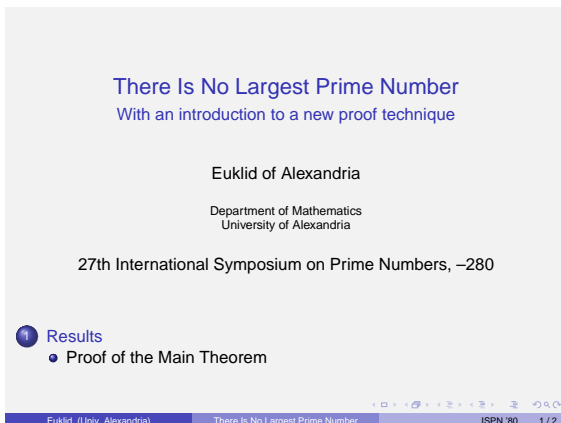 There Is No Largest Prime Number
With an introduction to a new proof technique
Euklid of Alexandria
Department of Mathematics
University of Alexandria
27th International Symposium on Prime Numbers, –280
1 Results
Proof of the Main Theorem
Euklid (Univ. Alexandria) There Is No Largest Prime Number ISPN ’80 1 / 2